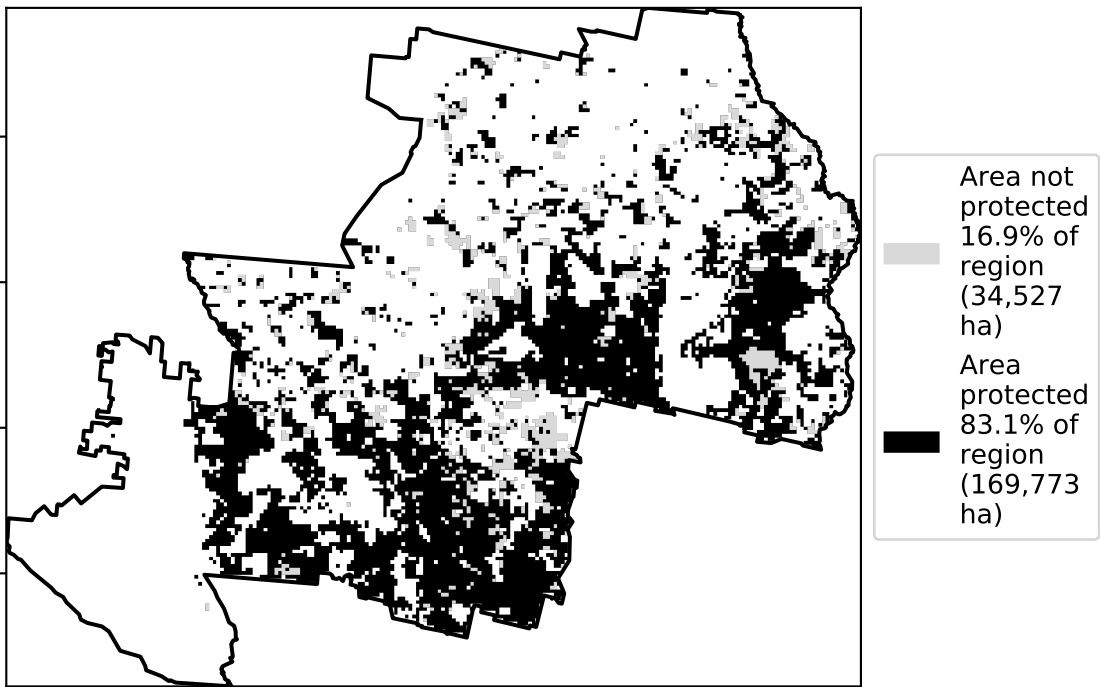 Area not
protected
16.9% of
region
(34,527
ha)
Area
protected
83.1% of
region
(169,773
ha)